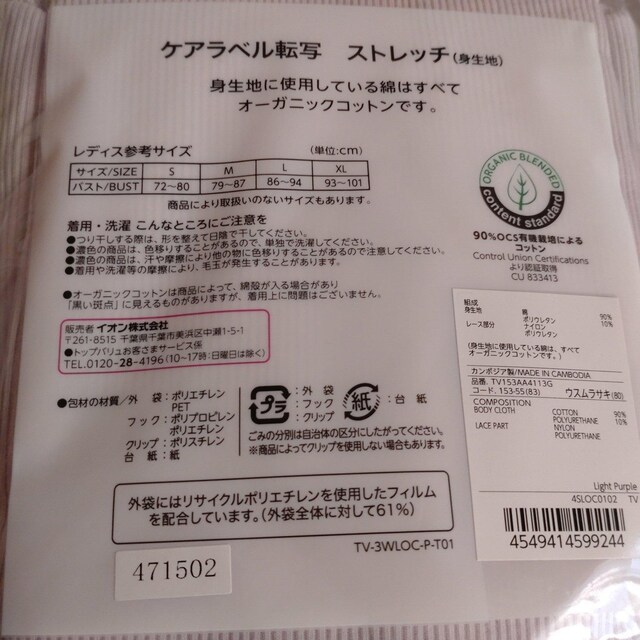 ケアラベル転写 ストレッチ(身生地)
身生地に使用している綿はすべて
オーガニックコットンです。
レディス参考サイズ (単位:cm)
サイズ/SIZE S M L XL
バスト/BUST 72~80 79~87 86~94 93~101
商品により取扱いのないサイズもあります。
着用・洗濯 こんなところにご注意を
●つり干しする際は、形を整えて日陰で干してください。
●濃色の商品は、色移りすることがあるので、単独で洗濯してください。
●濃色の商品は、汗や摩擦により他の物に色移りすることがあるので注意してください。
●着用や洗濯等の摩擦により、毛玉が発生することがあります。
●オーガニックコットンは商品によって、綿殻が入る場合があり
「黒い斑点」に見えるものがありますが、着用上に問題はございません。
販売者 イオン株式会社
〒261-8515 千葉県千葉市美浜区中瀬1-5-1
●トップバリュお客さまサービス係
TEL.0120-28-4196(10~17時:日曜日は除く)
●包材の材質/外 袋:ポリエチレン
PET
フック:ポリプロピレン
ポリエチレン
クリップ:ポリスチレン
台 紙:紙
プラ
:外 袋
:フック
:クリップ
紙
:台 紙
ごみの分別は自治体の区分にしたがってください。
※商品によってクリップを使用しない場合もあります。
外袋にはリサイクルポリエチレンを使用したフィルム
を配合しています。(外袋全体に対して61%)
TV-3WLOC-P-T01
471502
ORGANIC BLENDED
content standard
90%OCS有機栽培による
コットン
Control Union Certifications
より認証取得
CU 833413
組成
身生地 綿 90%
ポリウレタン 10%
レース部分 ナイロン
ポリウレタン
(身生地に使用している綿は、すべて
オーガニックコットンです。)
カンボジア製/MADE IN CAMBODIA
品番. TV153AA4113G
コード. 153-55(83) ウスムラサキ(80)
COMPOSITION
BODY CLOTH COTTON 90%
POLYURETHANE 10%
LACE PART NYLON
POLYURETHANE
Light Purple
4SLOC0102 TV
4549414599244